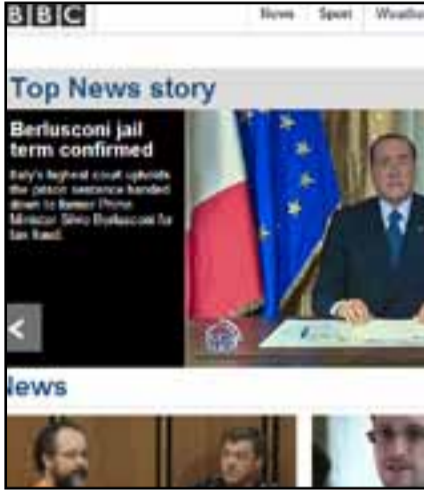 BBC
News Sport Weather
Top News story
Berlusconi jail
term confirmed
Italy's highest court upholds
the prison sentence handed
down to former Prime
Minister Silvio Berlusconi for
tax fraud.
<
News